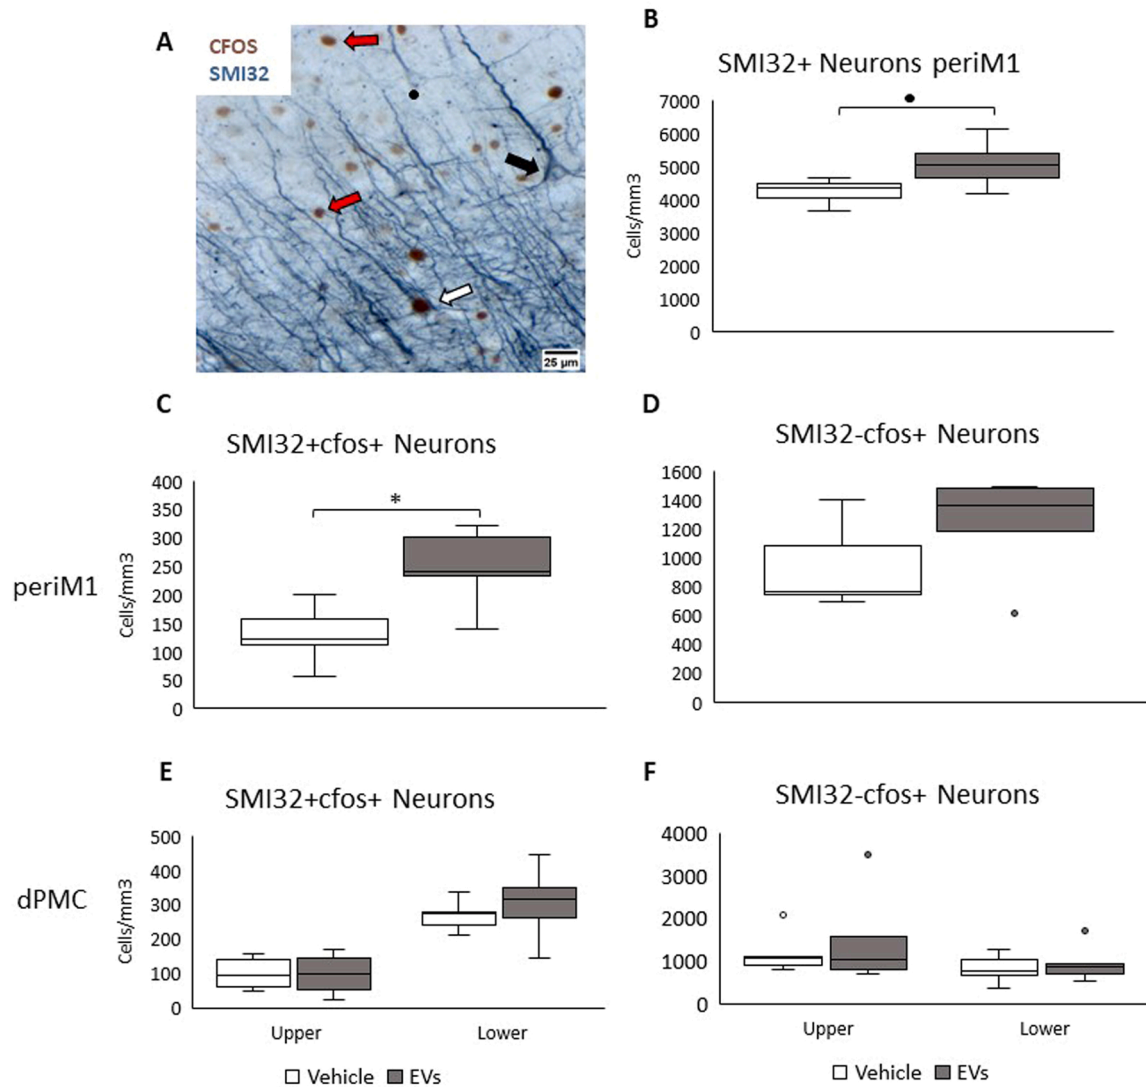 A
CFOS
SMI32
25 µm
B
SMI32+ Neurons periM1
Cells/mm3
7000
6000
5000
4000
3000
2000
1000
0
C
SMI32+cfos+ Neurons
periM1
Cells/mm3
400
350
300
250
200
150
100
50
0
*
D
SMI32-cfos+ Neurons
1600
1400
1200
1000
800
600
400
200
0
E
SMI32+cfos+ Neurons
dPMC
Cells/mm3
500
400
300
200
100
0
Upper Lower
F
SMI32-cfos+ Neurons
4000
3000
2000
1000
0
Upper Lower
Vehicle EVs
Vehicle EVs